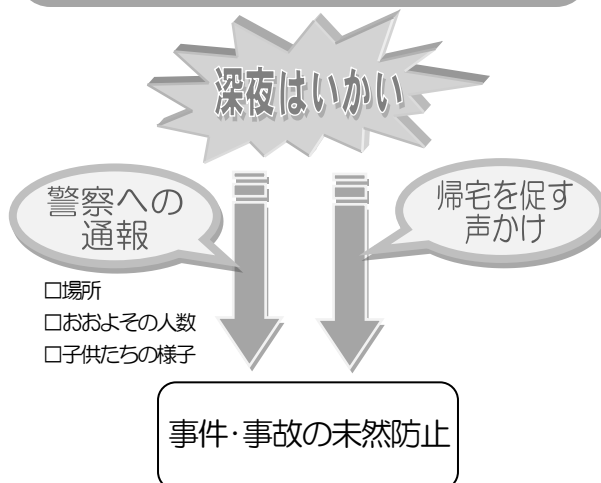 深夜はいかい
警察への
通報
帰宅を促す
声かけ
□場所
□おおよその人数
□子供たちの様子
事件・事故の未然防止